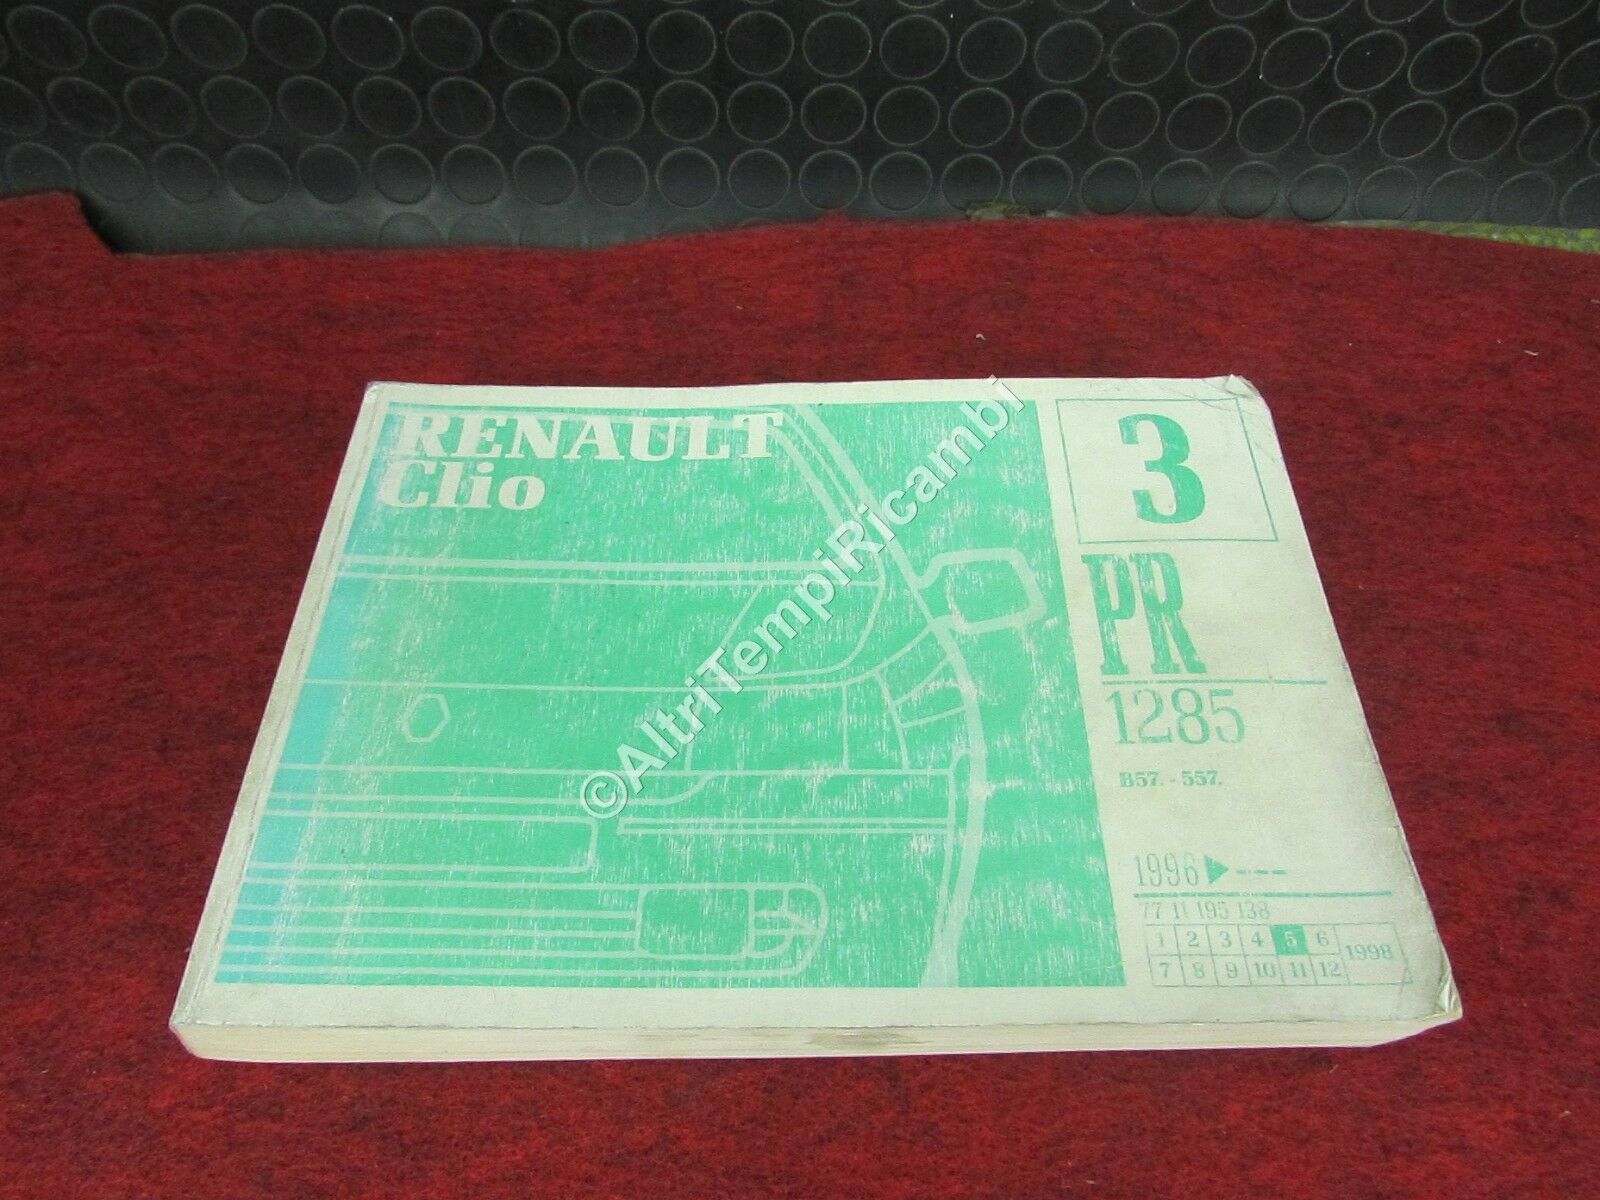 RENAULT
Clio
3
PR
1285
B57. - 557.
1996
77 11 195 138
1 2 3 4 5 6
7 8 9 10 11 12
1998
©AltriTempiRicambi